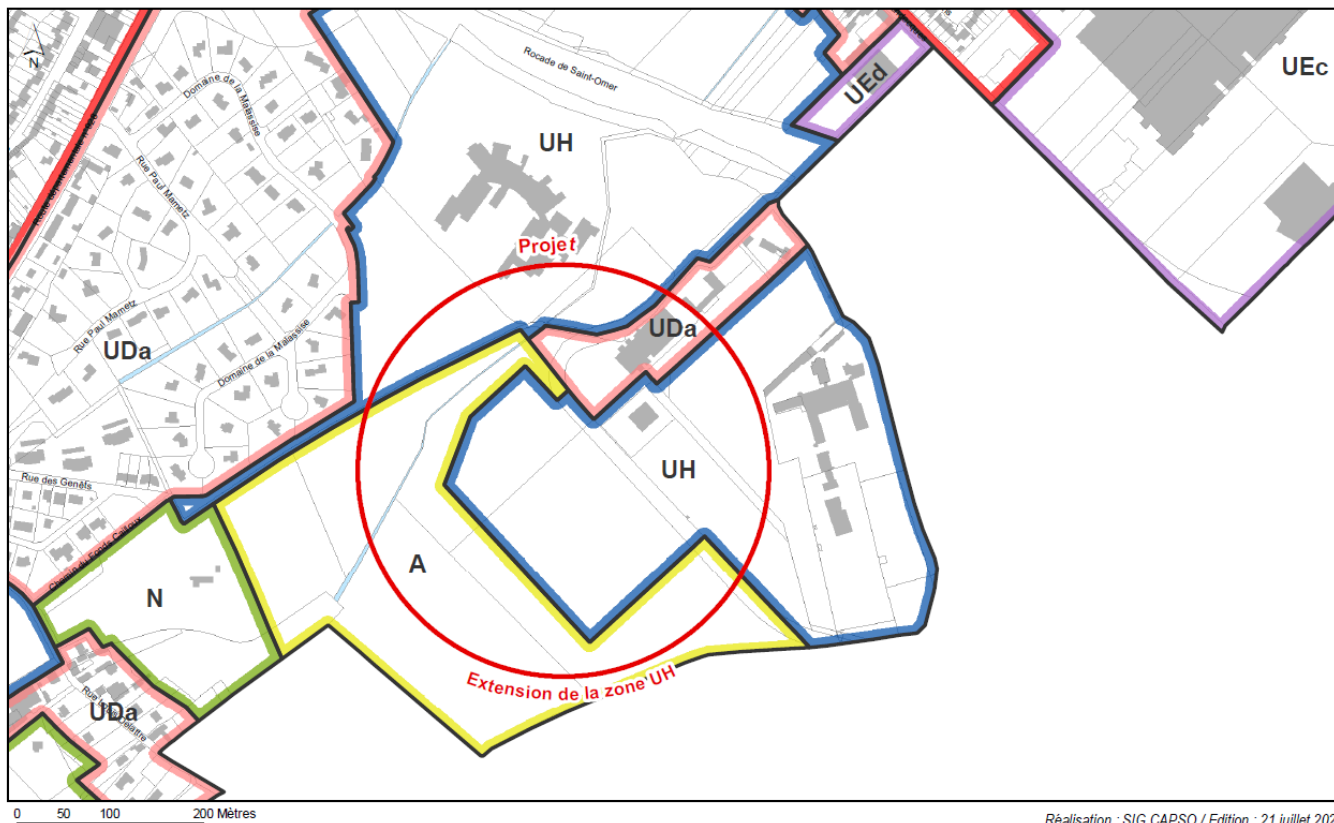 N
Domaine de la Malassise
Rocade de Saint-Omer
UEd
UEc
UH
Rue Paul Mametz
Projet
Rue Paul Mametz
UDa
UDa
Domaine de la Malassise
Rue des Genêts
UH
A
N
Extension de la zone UH
UDa
0 50 100 200 Mètres
Réalisation : SIG CAPSO / Edition : 21 juillet 202